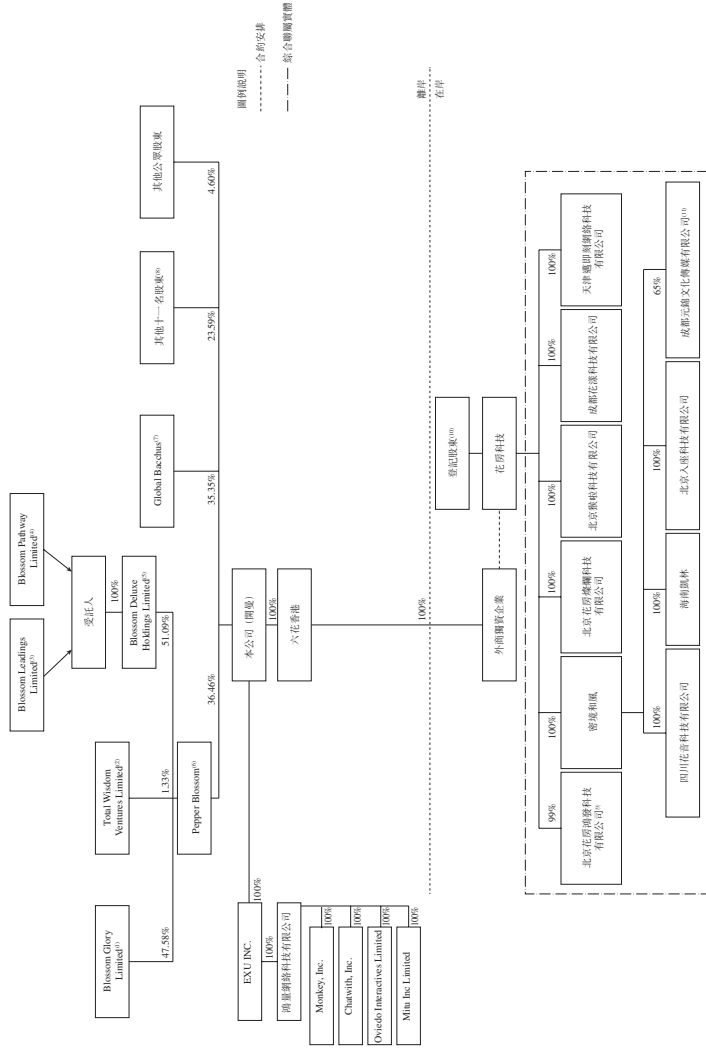 Blossom Leadings
Limited(3)
Blossom Pathway
Limited(4)
受託人
100%
Blossom Glory
Limited(1)
Total Wisdom
Ventures Limited(2)
Blossom Deluxe
Holdings Limited(5)
47.58%
1.33%
51.09%
Pepper Blossom(6)
Global Bacchus(7)
其他十一名股東(8)
其他公眾股東
36.46%
35.35%
23.59%
4.60%
圖例說明
合約安排
綜合聯屬實體
本公司（開曼）
100%
六花香港
EXU INC.
100%
100%
鴻量網絡科技有限公司
Monkey, Inc.
100%
Chatwith, Inc.
100%
Oviedo Interactives Limited
100%
Mitu Inc Limited
100%
離岸
在岸
100%
登記股東(10)
外商獨資企業
花房科技
99%
100%
100%
100%
100%
100%
北京花房鴻發科技
有限公司(9)
密境和風
北京花房燦爛科技
有限公司
北京猴啦科技有限公司
成都花漾科技有限公司
天津邁即刻網絡科技
有限公司
100%
100%
100%
65%
四川花音科技有限公司
海南凱林
北京入座科技有限公司
成都元錦文化傳媒有限公司(11)